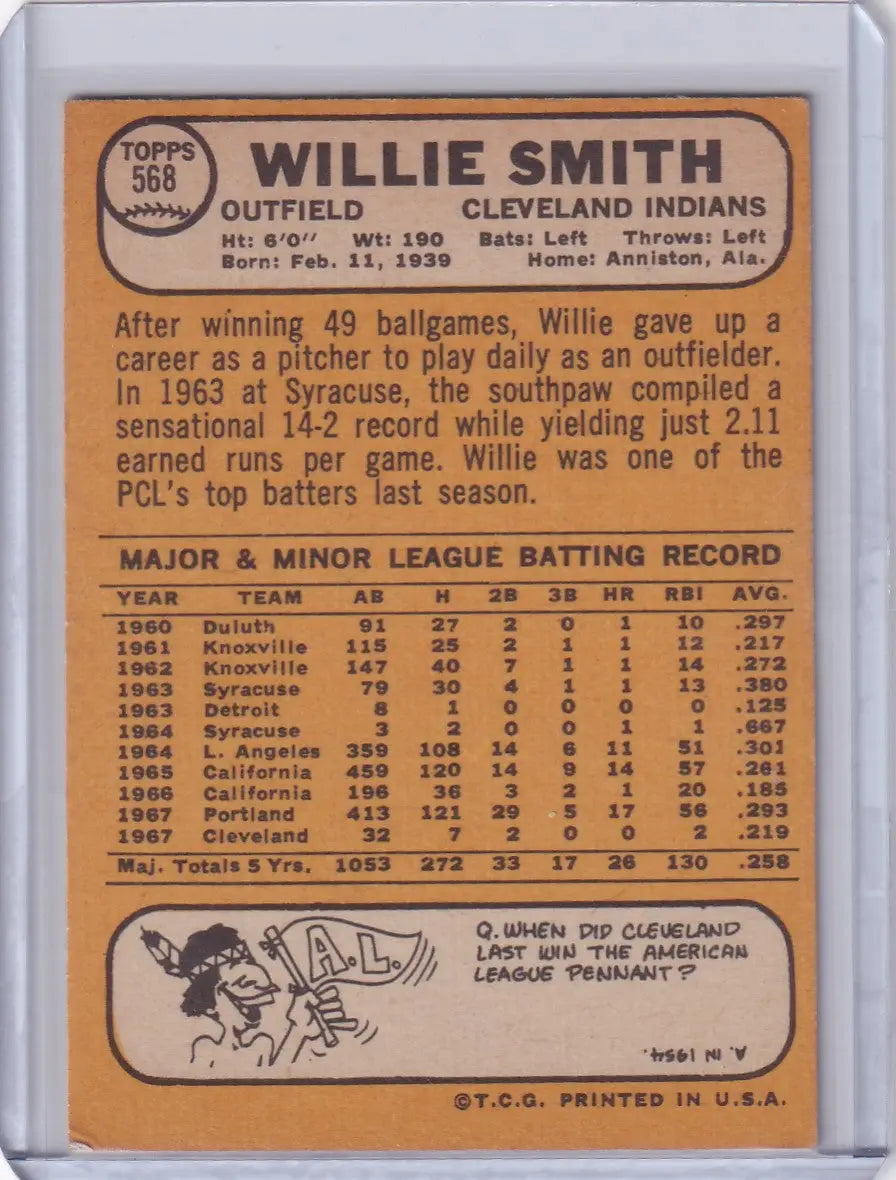 TOPPS
568
WILLIE SMITH
OUTFIELD CLEVELAND INDIANS
Ht: 6'0" Wt: 190 Bats: Left Throws: Left
Born: Feb. 11, 1939 Home: Anniston, Ala.
After winning 49 ballgames, Willie gave up a
career as a pitcher to play daily as an outfielder.
In 1963 at Syracuse, the southpaw compiled a
sensational 14-2 record while yielding just 2.11
earned runs per game. Willie was one of the
PCL's top batters last season.
MAJOR & MINOR LEAGUE BATTING RECORD
YEAR TEAM AB H 2B 3B HR RBI AVG.
1960 Duluth 91 27 2 0 1 10 .297
1961 Knoxville 115 25 2 1 1 12 .217
1962 Knoxville 147 40 7 1 1 14 .272
1963 Syracuse 79 30 4 1 1 13 .380
1963 Detroit 8 1 0 0 0 0 .125
1964 Syracuse 3 2 0 0 1 1 .667
1964 L. Angeles 359 108 14 6 11 51 .301
1965 California 459 120 14 9 14 57 .261
1966 California 196 36 3 2 1 20 .185
1967 Portland 413 121 29 5 17 56 .293
1967 Cleveland 32 7 2 0 0 2 .219
Maj. Totals 5 Yrs. 1053 272 33 17 26 130 .258
A.L.
Q. WHEN DID CLEVELAND
LAST WIN THE AMERICAN
LEAGUE PENNANT?
A. IN 1954.
©T.C.G. PRINTED IN U.S.A.